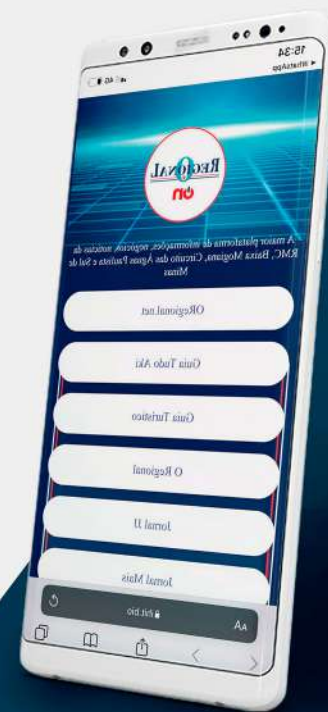 15:34
WhatsApp
4G
O REGIONAL
ON
A maior plataforma de informações, negócios, notícias da
RMC, Baixa Mogiana, Circuito das Águas Paulista e Sul de
Minas
ORegional.net
Guia Tudo Aki
Guia Turístico
O Regional
Jornal JJ
Jornal Mais
AA